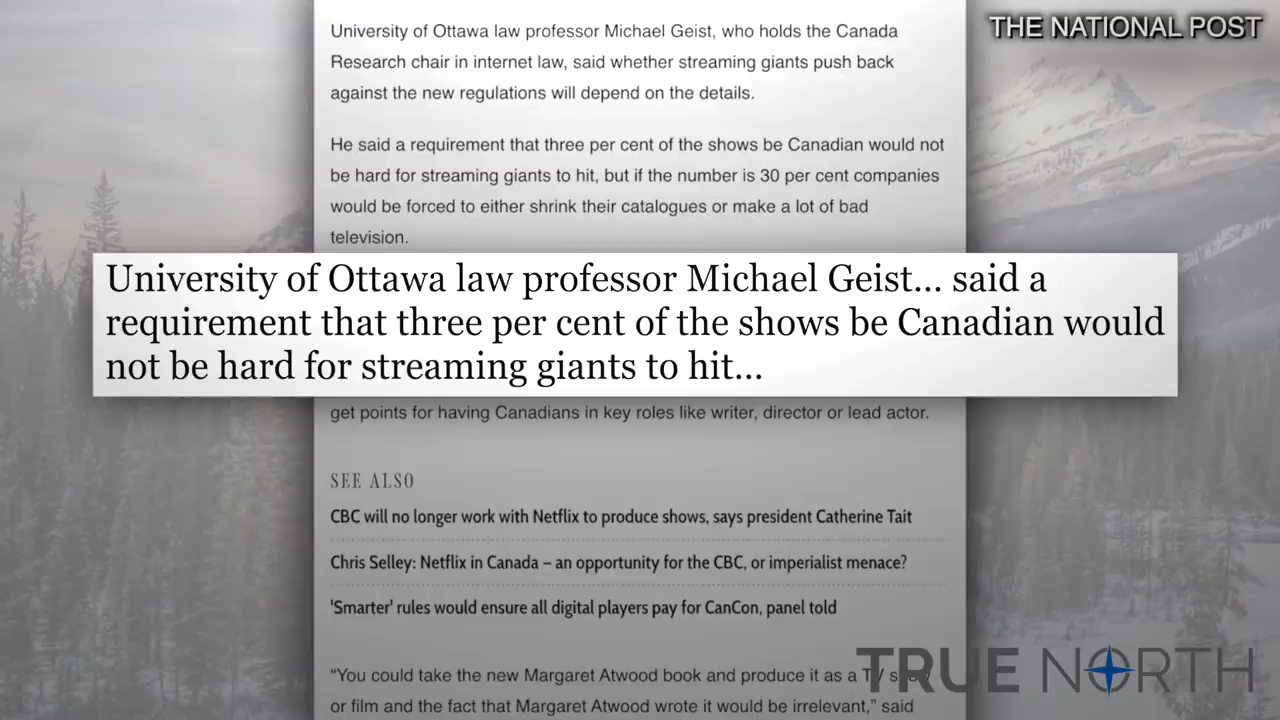 THE NATIONAL POST
University of Ottawa law professor Michael Geist, who holds the Canada
Research chair in internet law, said whether streaming giants push back
against the new regulations will depend on the details.
He said a requirement that three per cent of the shows be Canadian would not
be hard for streaming giants to hit, but if the number is 30 per cent companies
would be forced to either shrink their catalogues or make a lot of bad
television.
University of Ottawa law professor Michael Geist... said a
requirement that three per cent of the shows be Canadian would
not be hard for streaming giants to hit...
get points for having Canadians in key roles like writer, director or lead actor.
SEE ALSO
CBC will no longer work with Netflix to produce shows, says president Catherine Tait
Chris Selley: Netflix in Canada – an opportunity for the CBC, or imperialist menace?
'Smarter' rules would ensure all digital players pay for CanCon, panel told
“You could take the new Margaret Atwood book and produce it as a TV show
or film and the fact that Margaret Atwood wrote it would be irrelevant,” said
TRUE NORTH